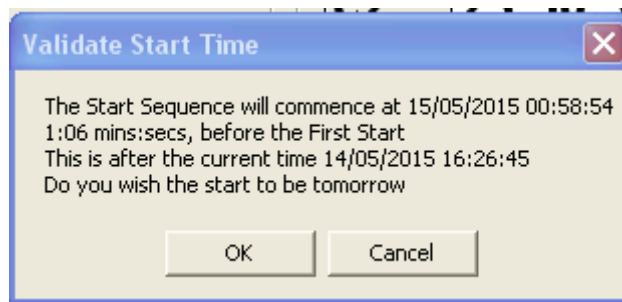 Validate Start Time
The Start Sequence will commence at 15/05/2015 00:58:54
1:06 mins:secs, before the First Start
This is after the current time 14/05/2015 16:26:45
Do you wish the start to be tomorrow
OK
Cancel